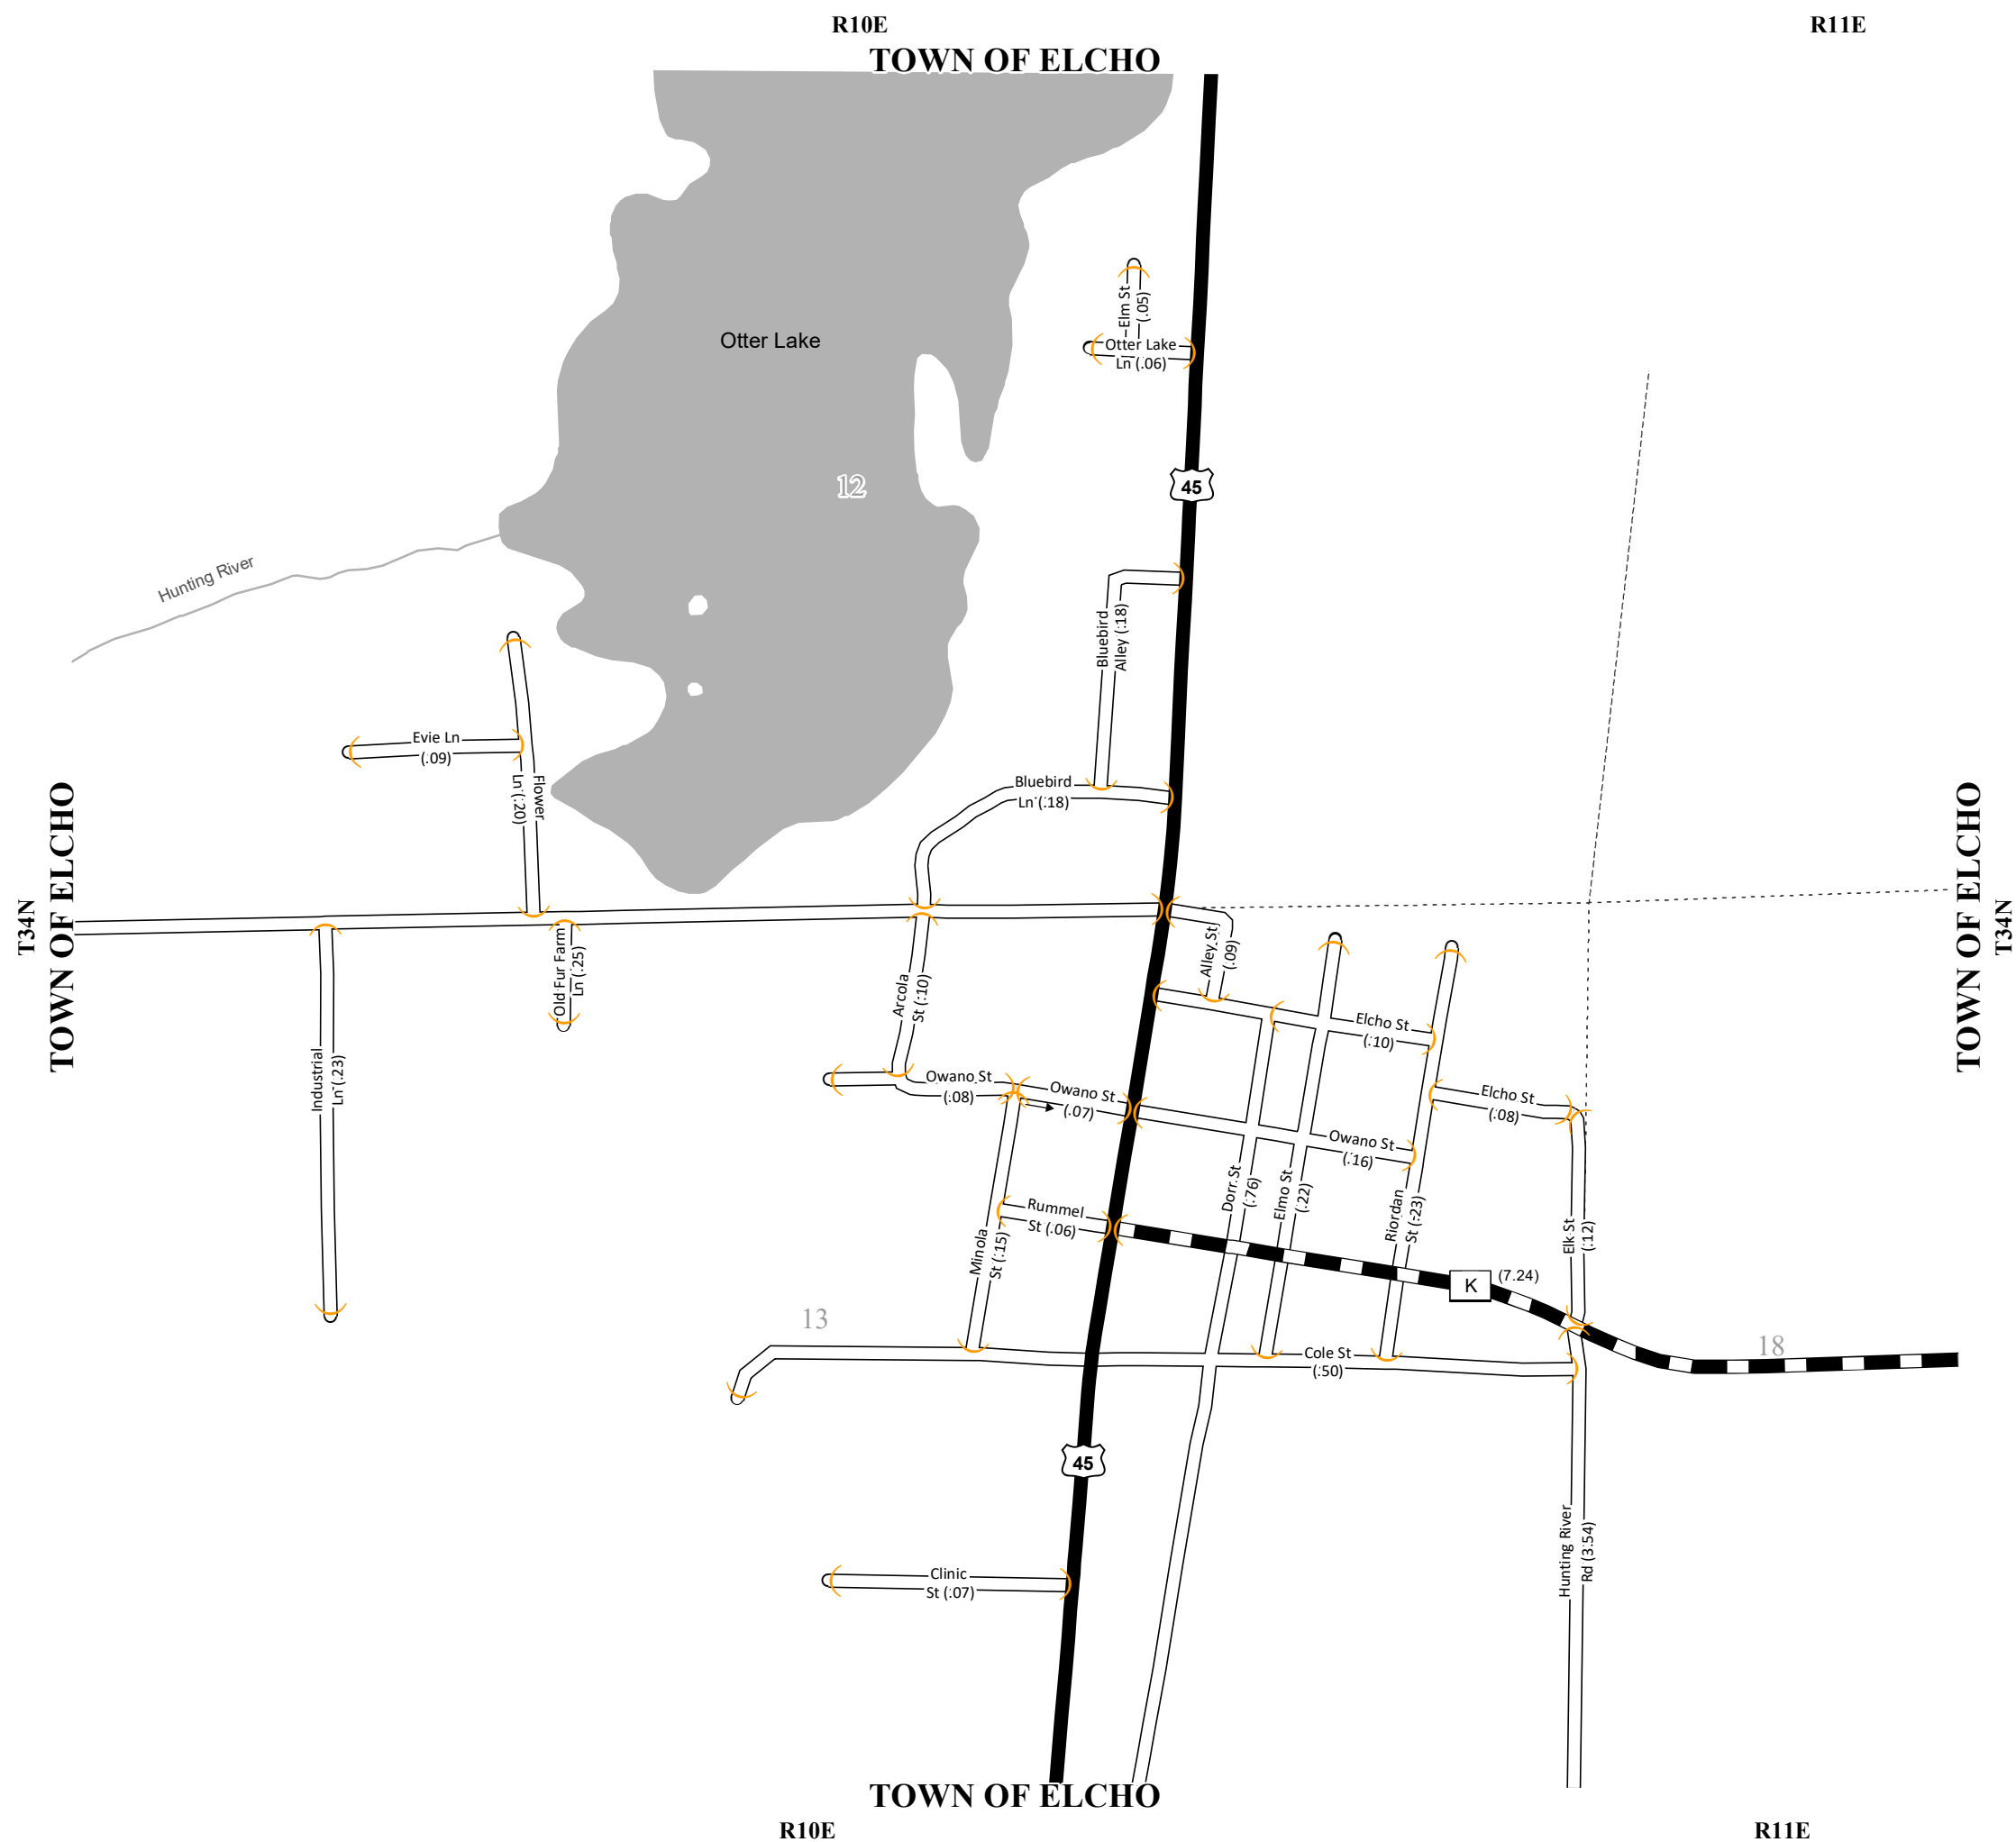 R10E
R11E
TOWN OF ELCHO
Elm St
(.05)
Otter Lake
Otter Lake
Ln (.06)
12
45
Hunting River
Bluebird
Alley (.18)
Evie Ln
(.09)
Flower
Ln (.20)
Bluebird
Ln (.18)
T34N
TOWN OF ELCHO
TOWN OF ELCHO
T34N
Old Fur Farm
Ln (.25)
Arcola
St (.10)
Alley St
(.09)
Elcho St
(.10)
Industrial
Ln (.23)
Owano St
(.08)
Owano St
(.07)
Elcho St
(.08)
Owano St
(.16)
Dorr St
(.76)
Elmo St
(.22)
Riordan
St (.23)
Elk St
(.12)
Rummel
St (.06)
Minola
St (.15)
K
(7.24)
13
18
Cole St
(.50)
45
Hunting River
Rd (3.54)
Clinic
St (.07)
TOWN OF ELCHO
R10E
R11E